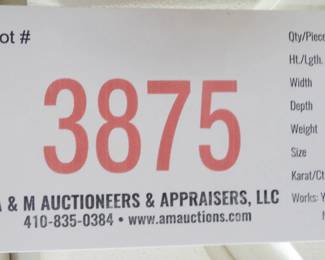 ot #
3875
A & M AUCTIONEERS & APPRAISERS, LLC
410-835-0384 • www.amauctions.com
Qty/Piece
Ht./Lgth.
Width
Depth
Weight
Size
Karat/Ct
Works: Y